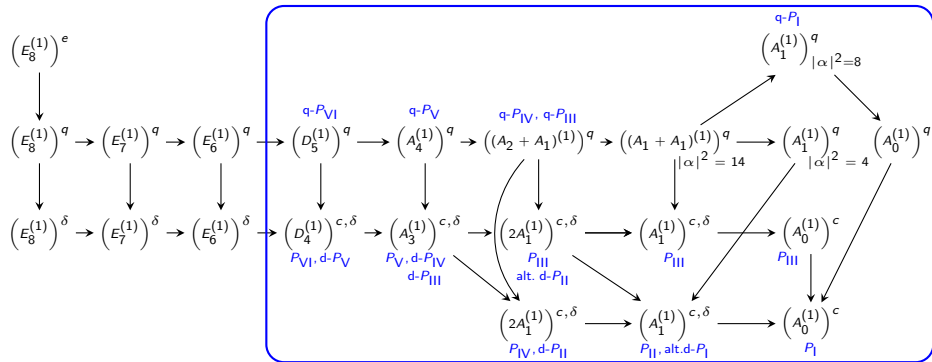 q-P_I
(E_8^{(1)})^e
(A_1^{(1)})^q_{|α|^2=8}
q-P_VI
q-P_V
q-P_IV, q-P_III
(E_8^{(1)})^q
(E_7^{(1)})^q
(E_6^{(1)})^q
(D_5^{(1)})^q
(A_4^{(1)})^q
((A_2 + A_1)^{(1)})^q
((A_1 + A_1)^{(1)})^q_{|α|^2 = 14}
(A_1^{(1)})^q_{|α|^2 = 4}
(A_0^{(1)})^q
(E_8^{(1)})^δ
(E_7^{(1)})^δ
(E_6^{(1)})^δ
(D_4^{(1)})^{c,δ}
(A_3^{(1)})^{c,δ}
(2A_1^{(1)})^{c,δ}
(A_1^{(1)})^{c,δ}
(A_0^{(1)})^c
P_VI, d-P_V
P_V, d-P_IV
P_III
P_III
P_III
d-P_III
alt. d-P_II
(2A_1^{(1)})^{c,δ}
(A_1^{(1)})^{c,δ}
(A_0^{(1)})^c
P_IV, d-P_II
P_II, alt.d-P_I
P_I